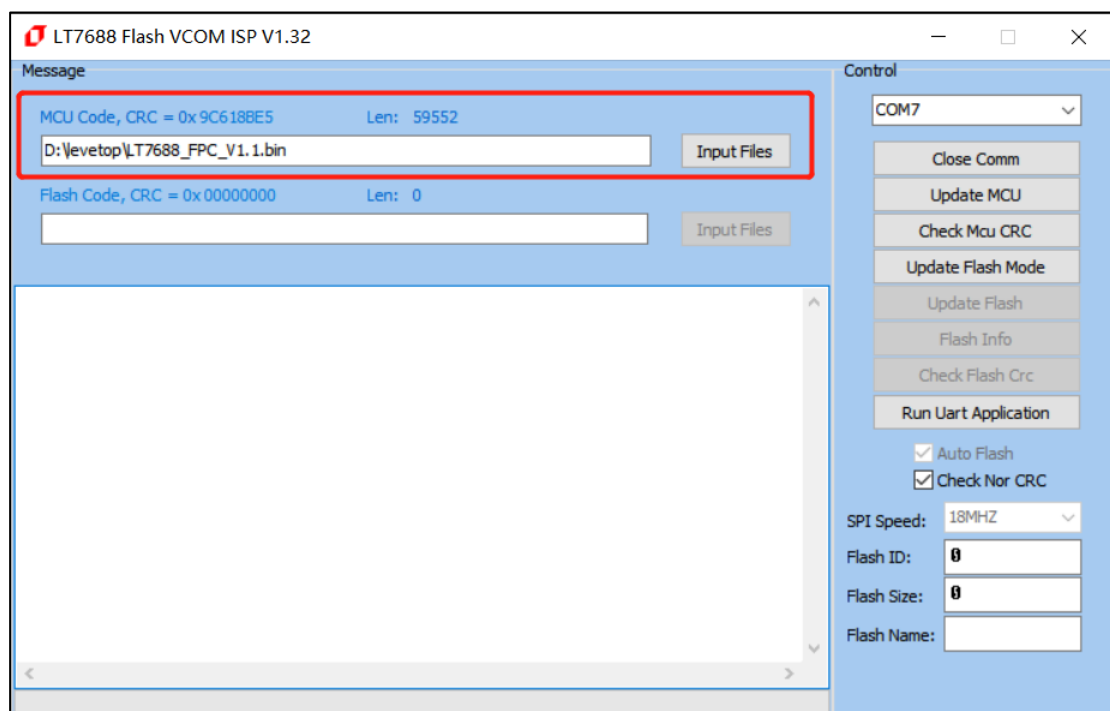 LT7688 Flash VCOM ISP V1.32
Message
MCU Code, CRC = 0x 9C618BE5 Len: 59552
D:\levetop\LT7688_FPC_V1.1.bin Input Files
Flash Code, CRC = 0x 00000000 Len: 0
Input Files
Control
COM7
Close Comm
Update MCU
Check Mcu CRC
Update Flash Mode
Update Flash
Flash Info
Check Flash Crc
Run Uart Application
Auto Flash
Check Nor CRC
SPI Speed: 18MHZ
Flash ID: 0
Flash Size: 0
Flash Name: